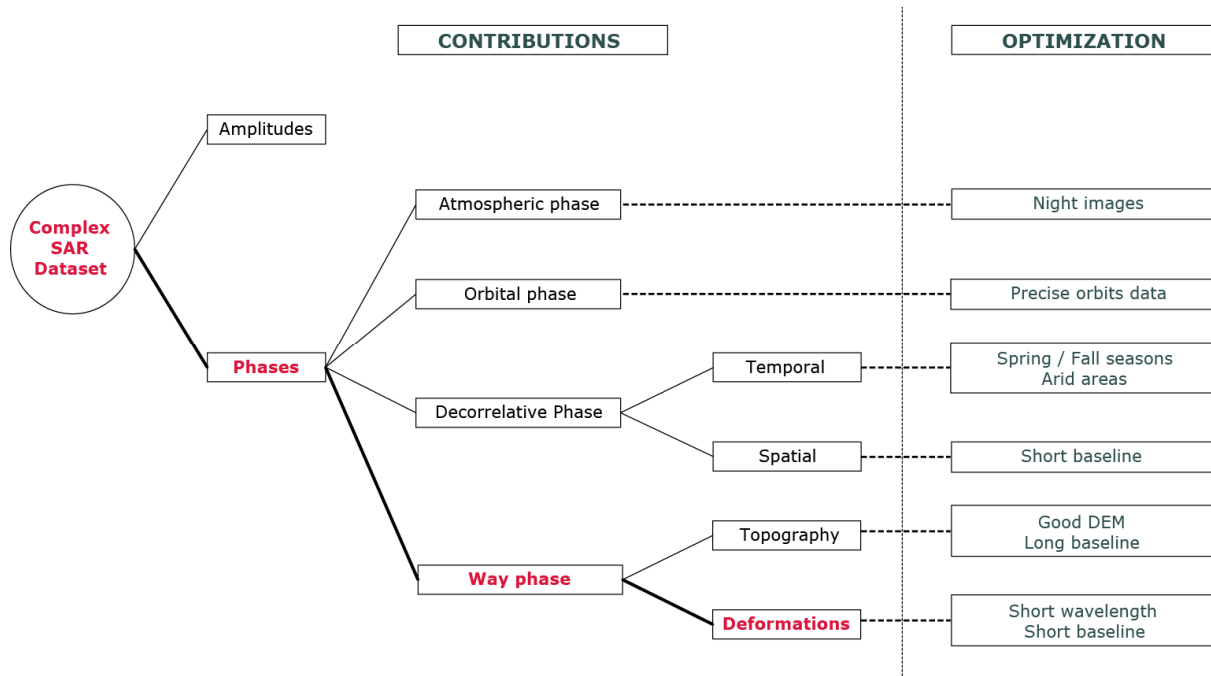 CONTRIBUTIONS
OPTIMIZATION
Amplitudes
Complex
SAR
Dataset
Atmospheric phase
Night images
Orbital phase
Precise orbits data
Phases
Temporal
Spring / Fall seasons
Arid areas
Decorrelative Phase
Spatial
Short baseline
Topography
Good DEM
Long baseline
Way phase
Deformations
Short wavelength
Short baseline